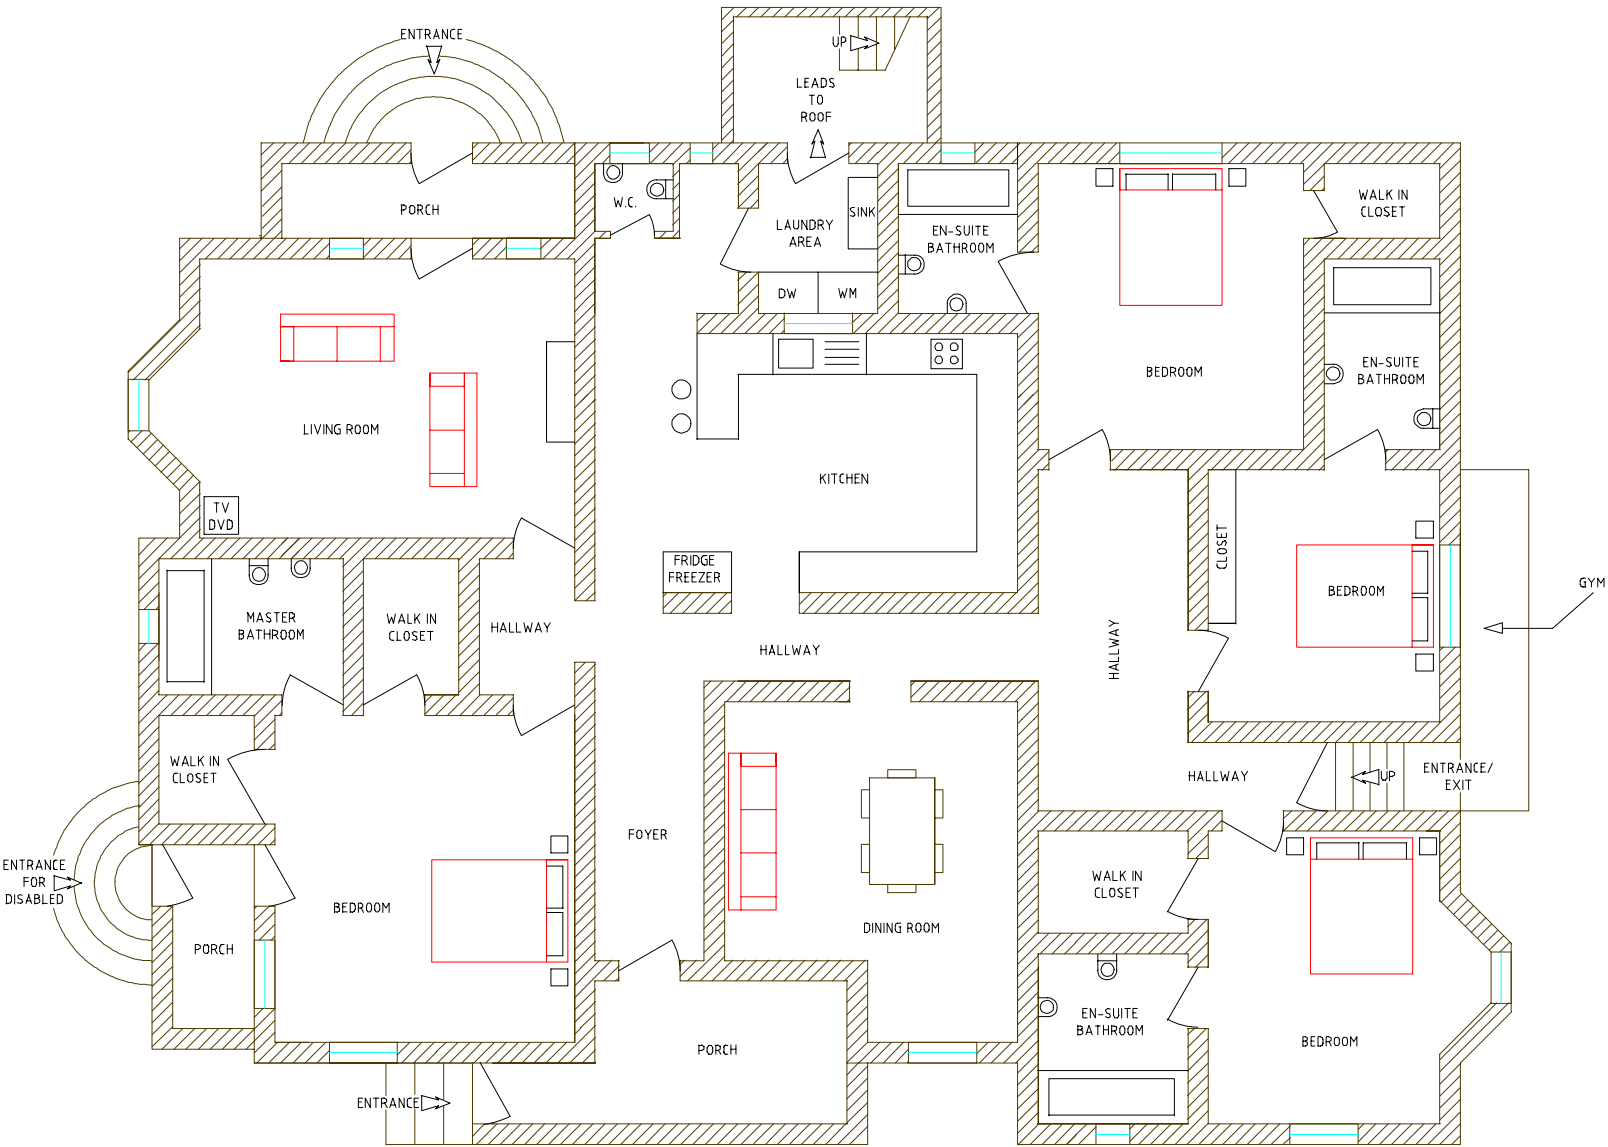 ENTRANCE
UP
LEADS
TO
ROOF
PORCH
W.C.
LAUNDRY
AREA
SINK
EN-SUITE
BATHROOM
WALK IN
CLOSET
DW
WM
BEDROOM
EN-SUITE
BATHROOM
LIVING ROOM
KITCHEN
TV
DVD
FRIDGE
FREEZER
CLOSET
BEDROOM
GYM
MASTER
BATHROOM
WALK IN
CLOSET
HALLWAY
HALLWAY
HALLWAY
WALK IN
CLOSET
HALLWAY
UP
ENTRANCE/
EXIT
FOYER
ENTRANCE
FOR
DISABLED
BEDROOM
WALK IN
CLOSET
DINING ROOM
PORCH
EN-SUITE
BATHROOM
BEDROOM
PORCH
ENTRANCE